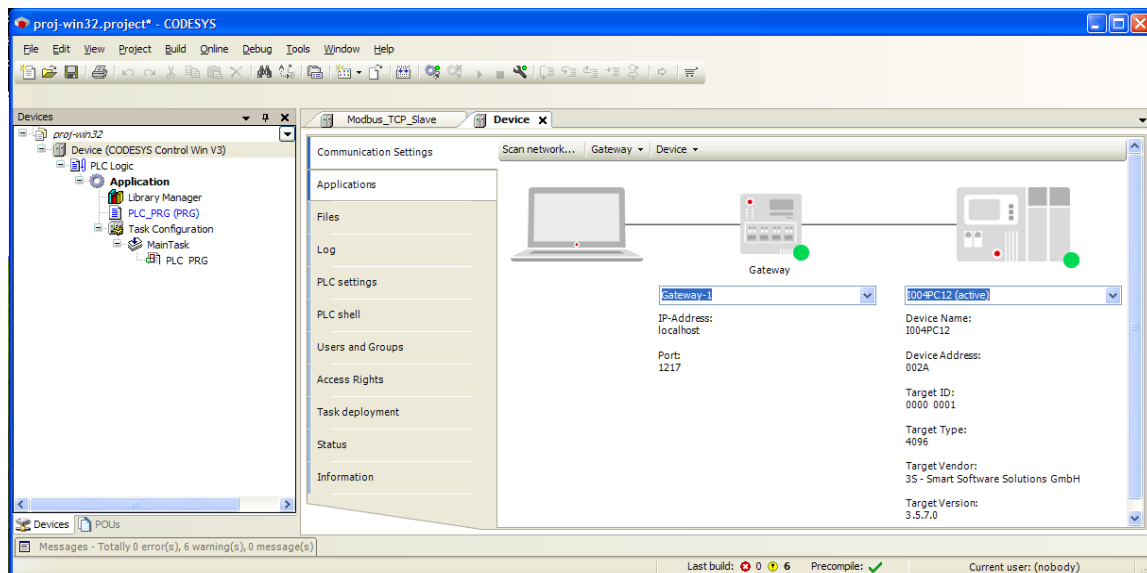 proj-win32.project* - CODESYS
File Edit View Project Build Online Debug Tools Window Help
Devices
proj-win32
Device (CODESYS Control Win V3)
PLC Logic
Application
Library Manager
PLC_PRG (PRG)
Task Configuration
MainTask
PLC_PRG
Devices POUs
Modbus_TCP_Slave Device
Communication Settings
Applications
Files
Log
PLC settings
PLC shell
Users and Groups
Access Rights
Task deployment
Status
Information
Scan network... Gateway Device
Gateway
Gateway-1
IP-Address:
localhost
Port:
1217
I004PC12 (active)
Device Name:
I004PC12
Device Address:
002A
Target ID:
0000 0001
Target Type:
4096
Target Vendor:
3S - Smart Software Solutions GmbH
Target Version:
3.5.7.0
Messages - Totally 0 error(s), 6 warning(s), 0 message(s)
Last build: 0 6 Precompile: Current user: (nobody)